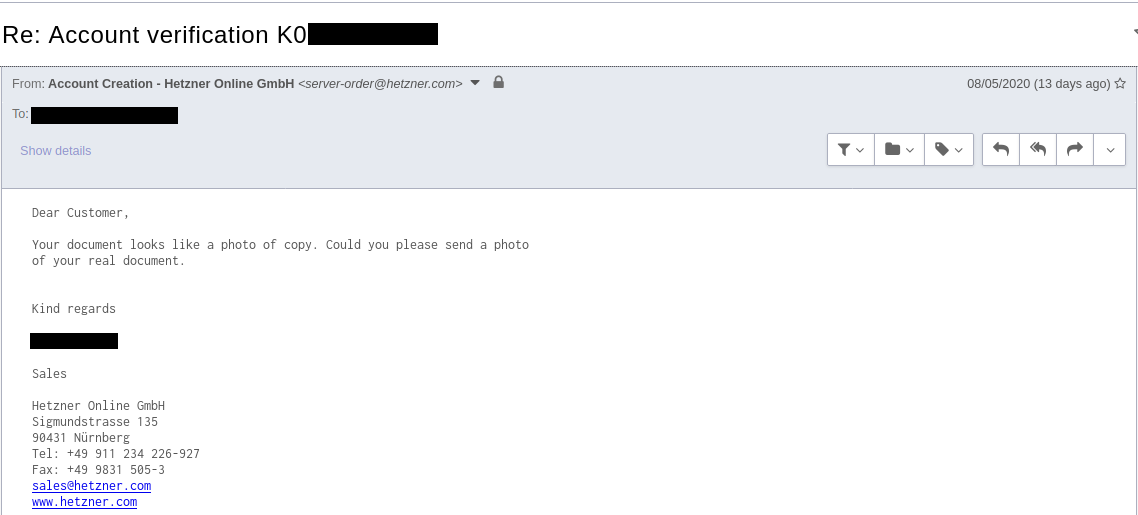 Re: Account verification K0
From: Account Creation - Hetzner Online GmbH <server-order@hetzner.com>
08/05/2020 (13 days ago)
To:
Show details
Dear Customer,
Your document looks like a photo of copy. Could you please send a photo
of your real document.
Kind regards
Sales
Hetzner Online GmbH
Sigmundstrasse 135
90431 Nürnberg
Tel: +49 911 234 226-927
Fax: +49 9831 505-3
sales@hetzner.com
www.hetzner.com